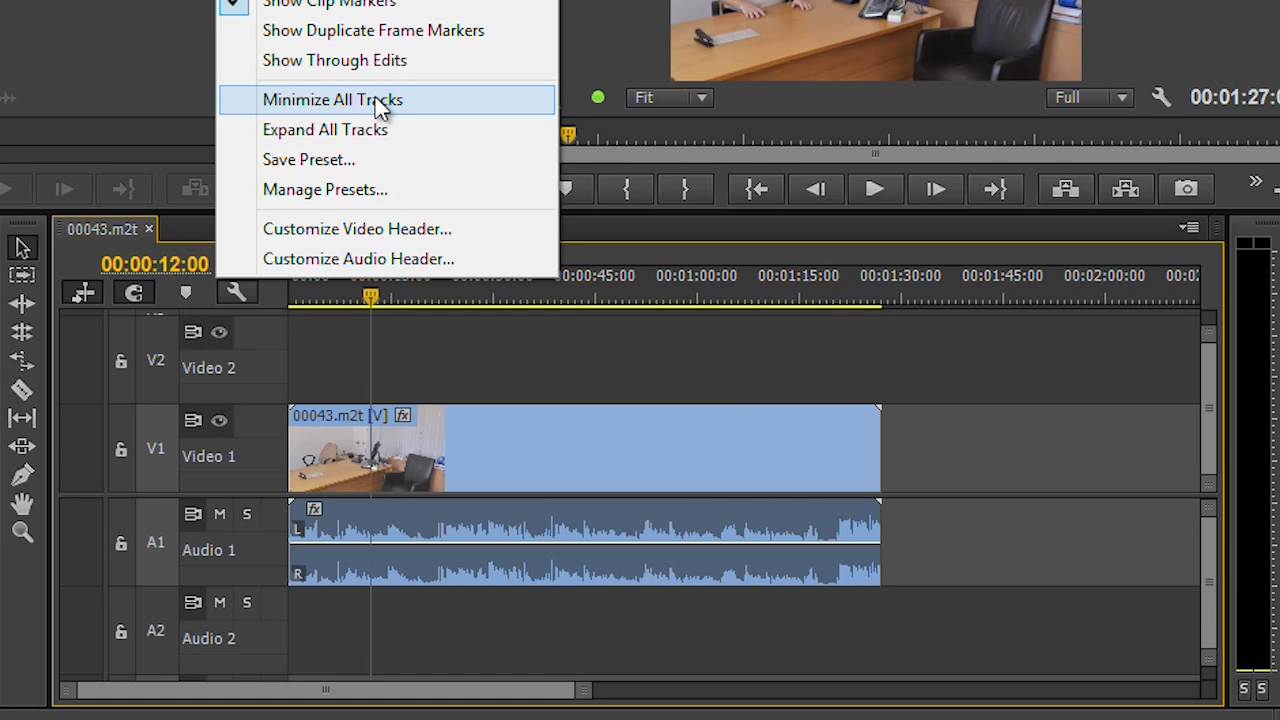 Show Clip Markers
Show Duplicate Frame Markers
Show Through Edits
Minimize All Tracks
Expand All Tracks
Save Preset...
Manage Presets...
Customize Video Header...
Customize Audio Header...
Fit
Full
00:01:27:0
00043.m2t ×
00:00:12:00
00:00:45:00 00:01:00:00 00:01:15:00 00:01:30:00 00:01:45:00 00:02:00:00 00:0
V2
Video 2
V1
Video 1
00043.m2t [V] fx
A1
M S
Audio 1
fx
L
R
A2
M S
Audio 2
S S